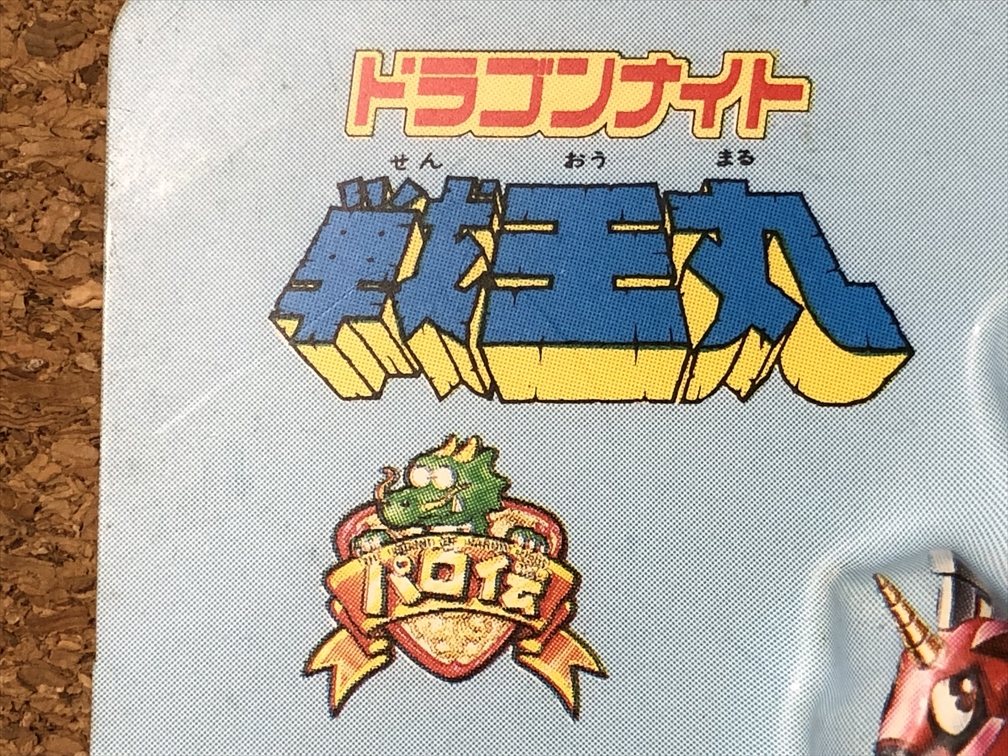 ドラゴンナイト
せん おう まる
戦王丸
パロ伝